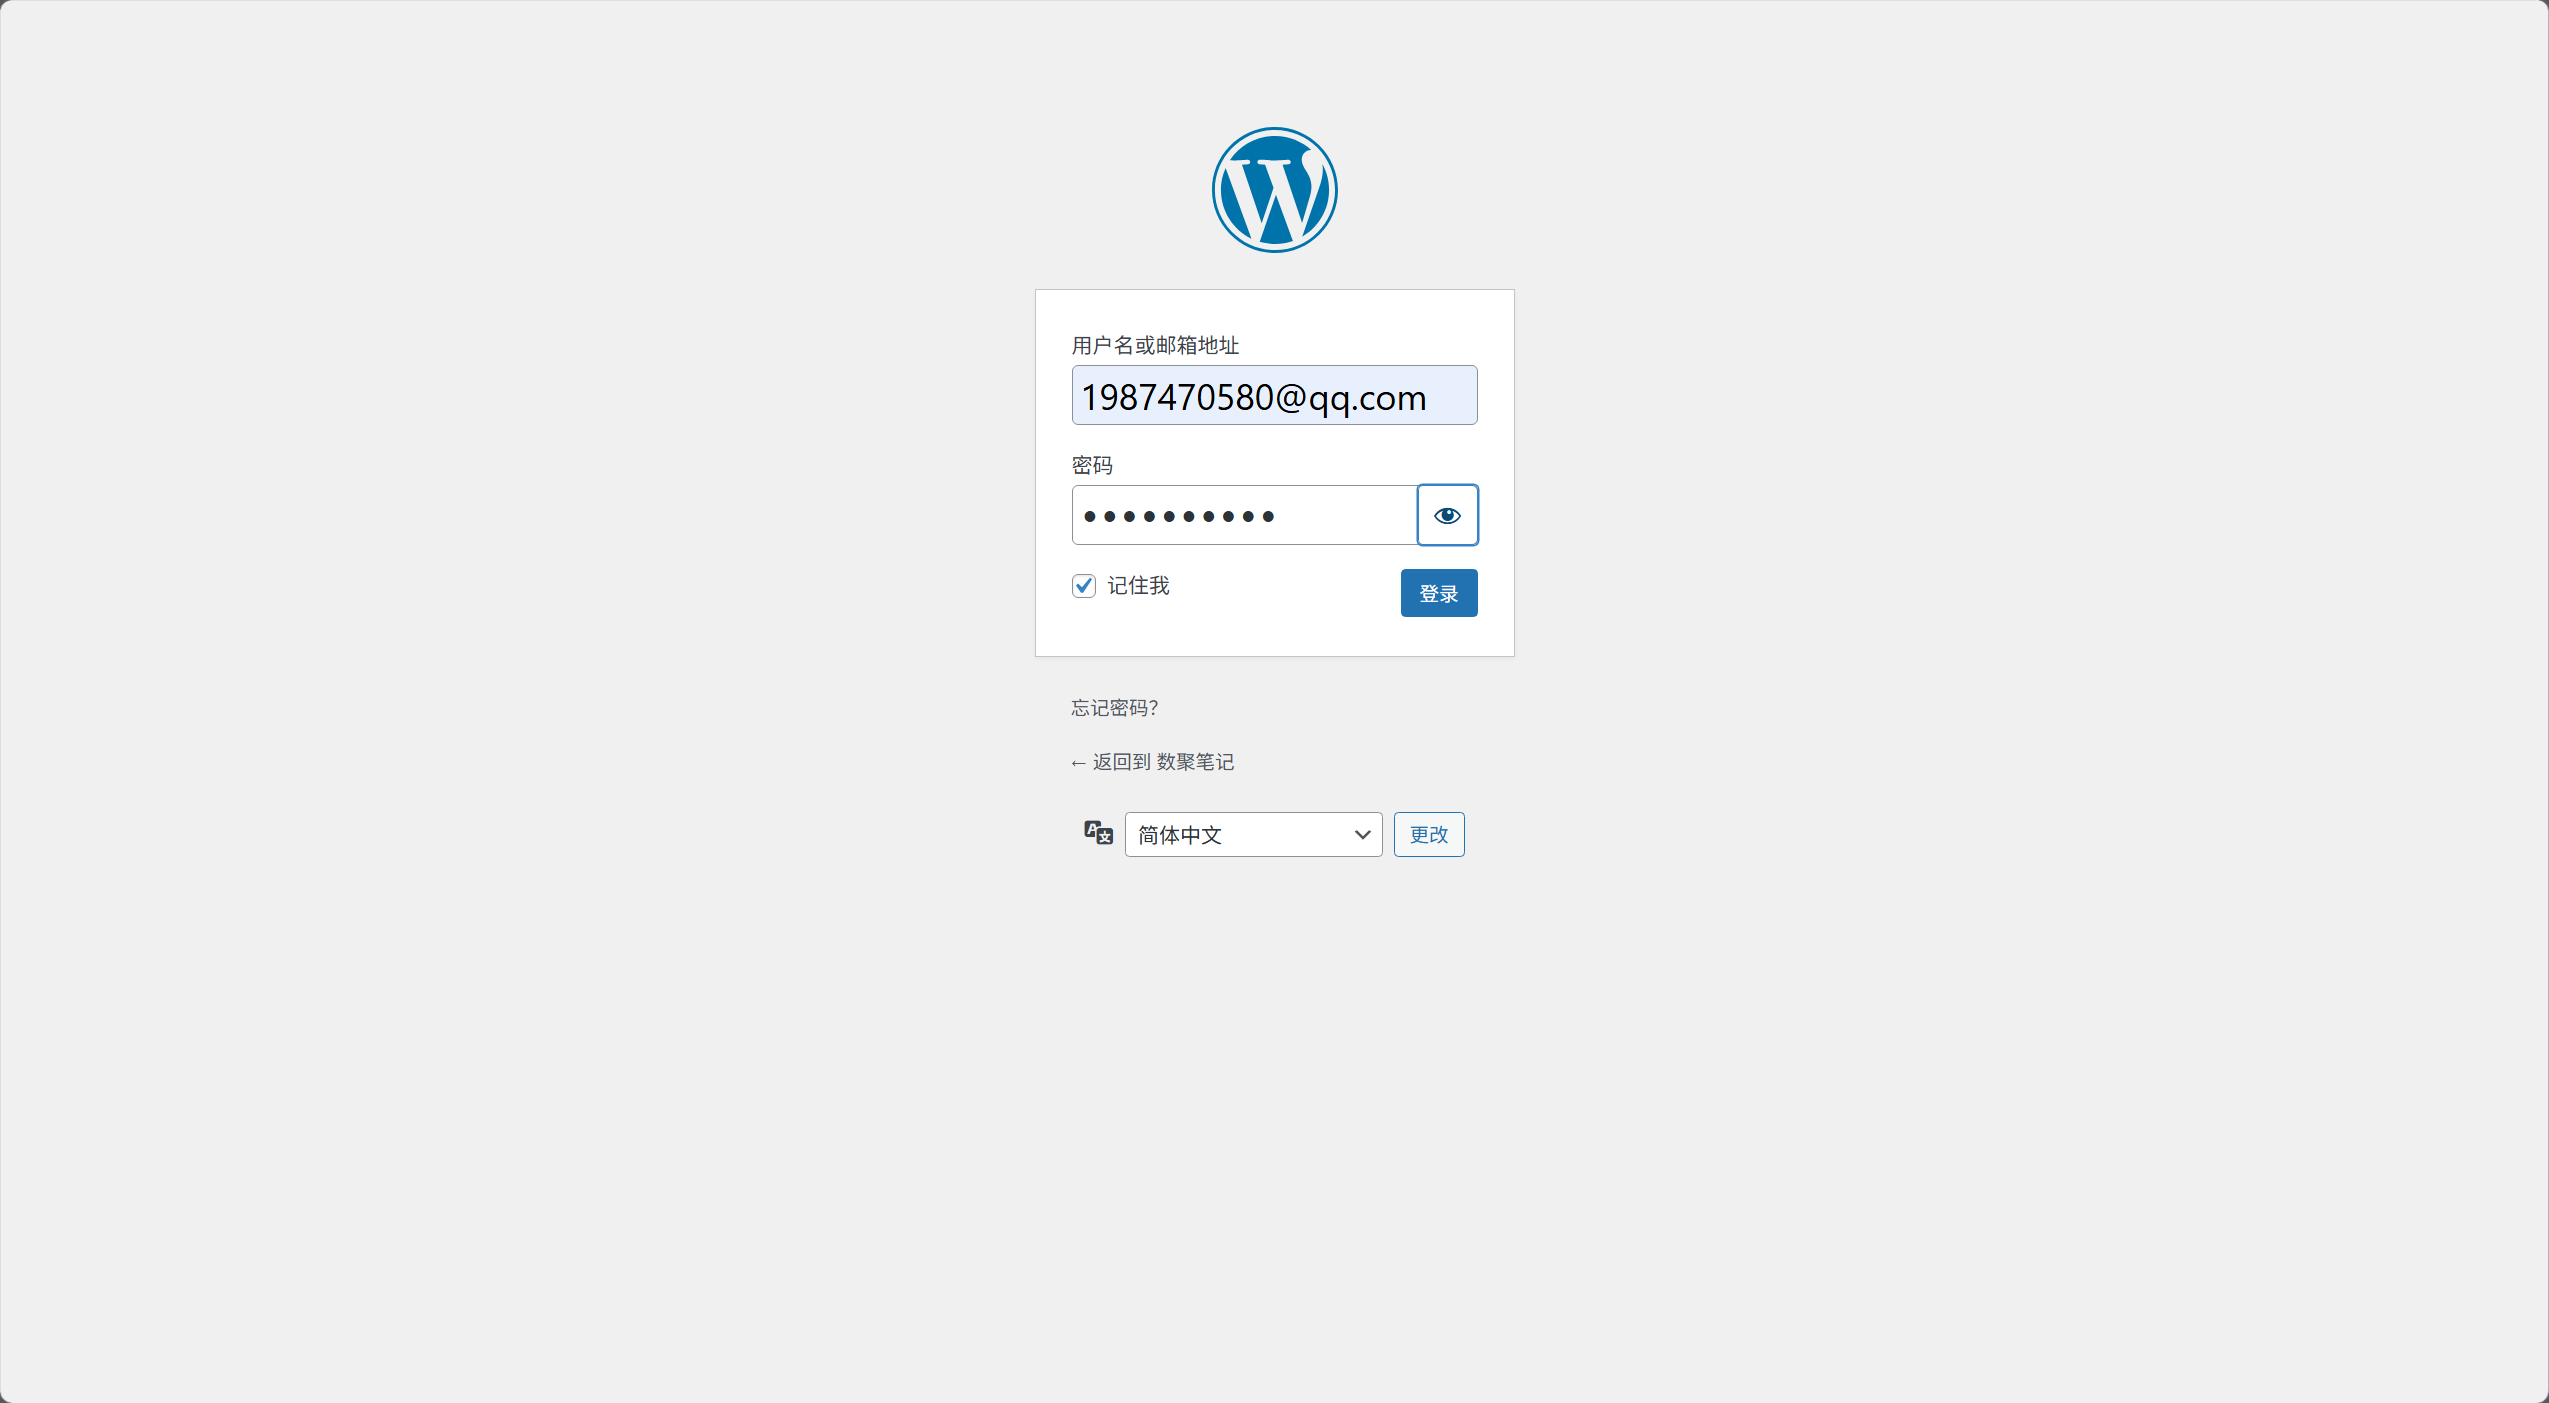 用户名或邮箱地址
1987470580@qq.com
密码
记住我
登录
忘记密码?
← 返回到 数聚笔记
简体中文
更改